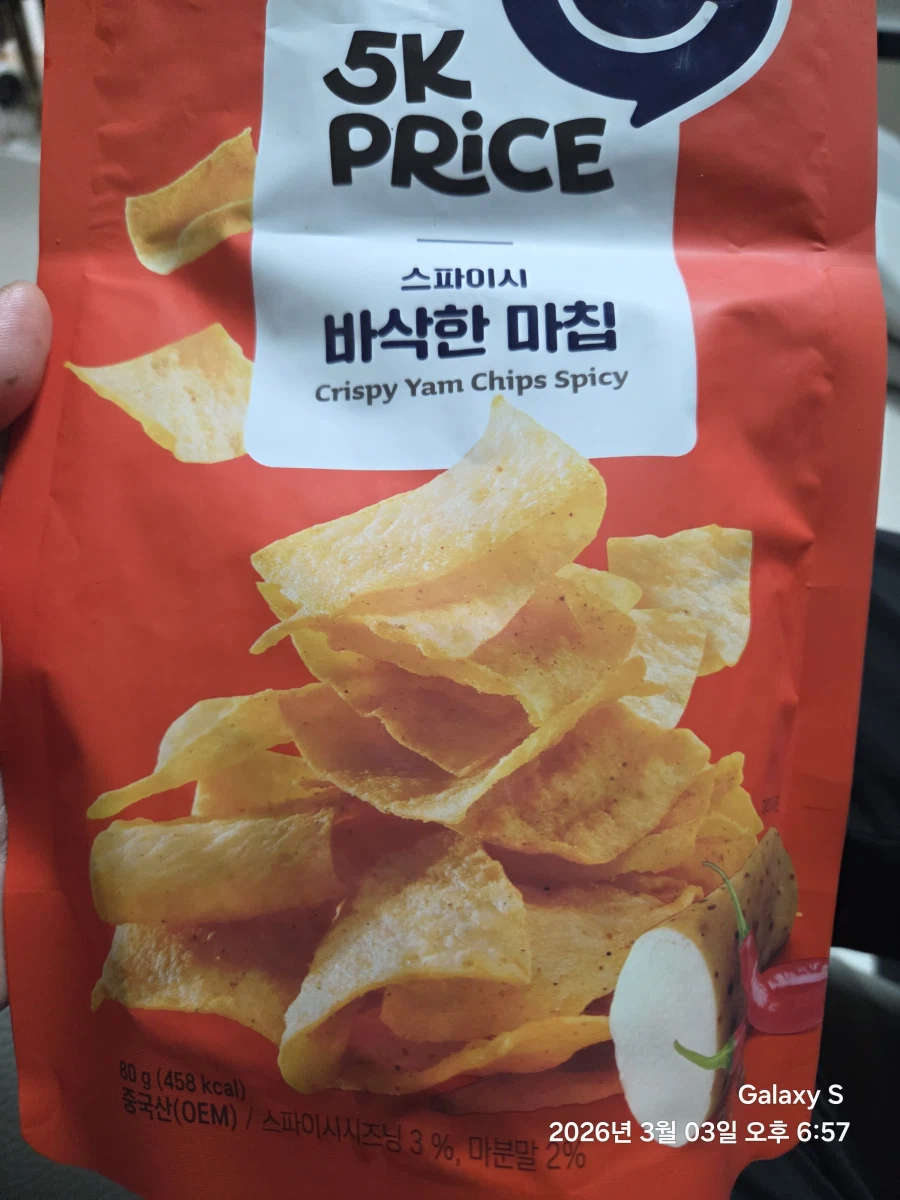 5K
PRiCE
스파이시
바삭한 마칩
Crispy Yam Chips Spicy
80 g (458 kcal)
중국산(OEM) / 스파이시시즈닝 3 %, 마분말 2%
Galaxy S
2026년 3월 03일 오후 6:57